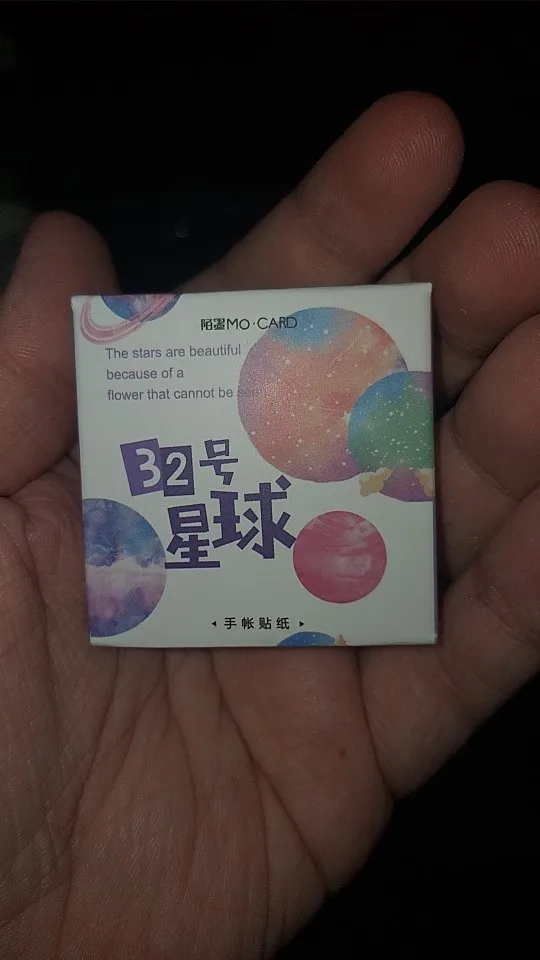 陌墨MO·CARD
The stars are beautiful
because of a
flower that cannot be seen
32号
星球
手帐贴纸